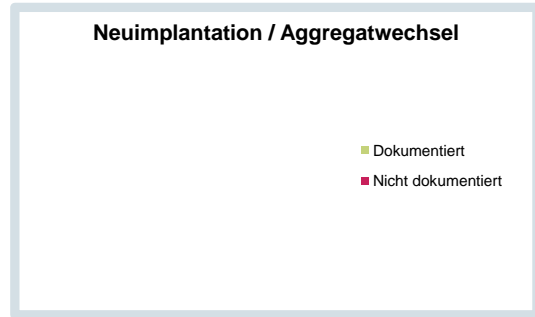 Neuimplantation / Aggregatwechsel
Dokumentiert
Nicht dokumentiert